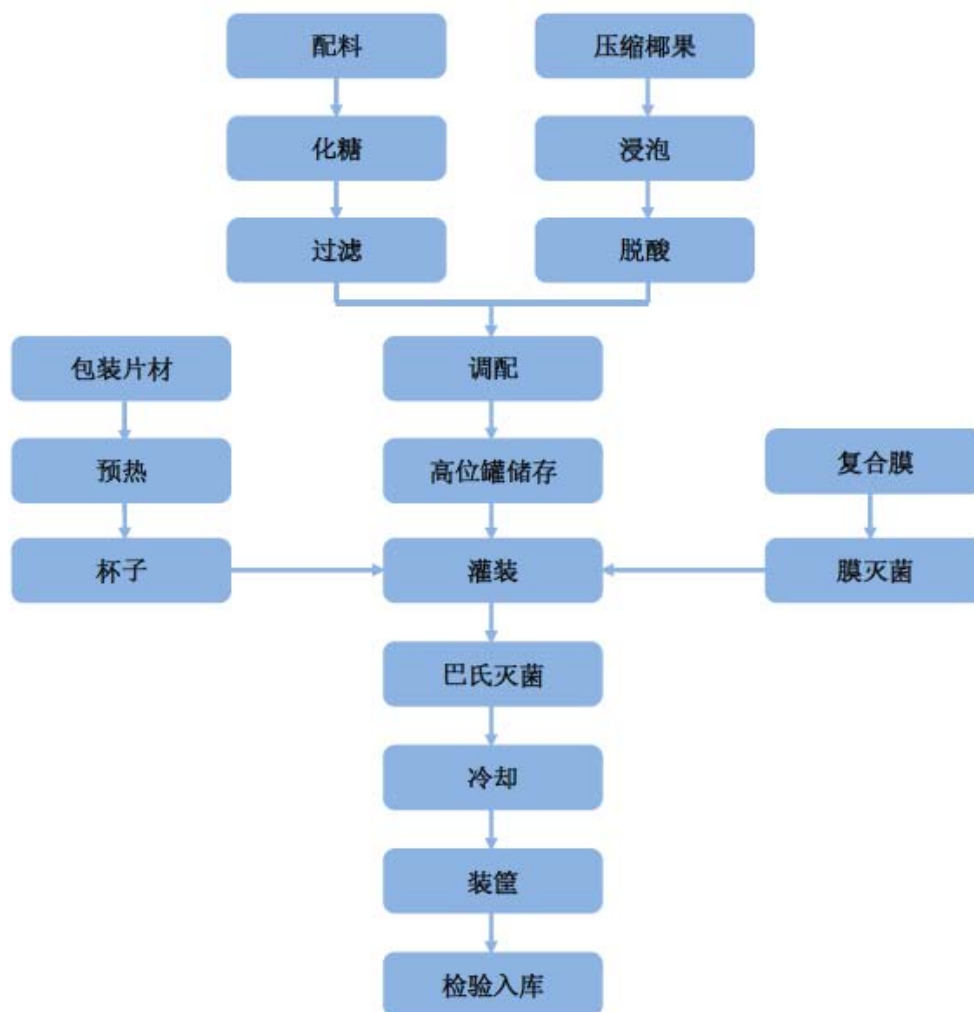 配料
压缩椰果
化糖
浸泡
过滤
脱酸
包装片材
调配
预热
高位罐储存
复合膜
杯子
灌装
膜灭菌
巴氏灭菌
冷却
装筐
检验入库